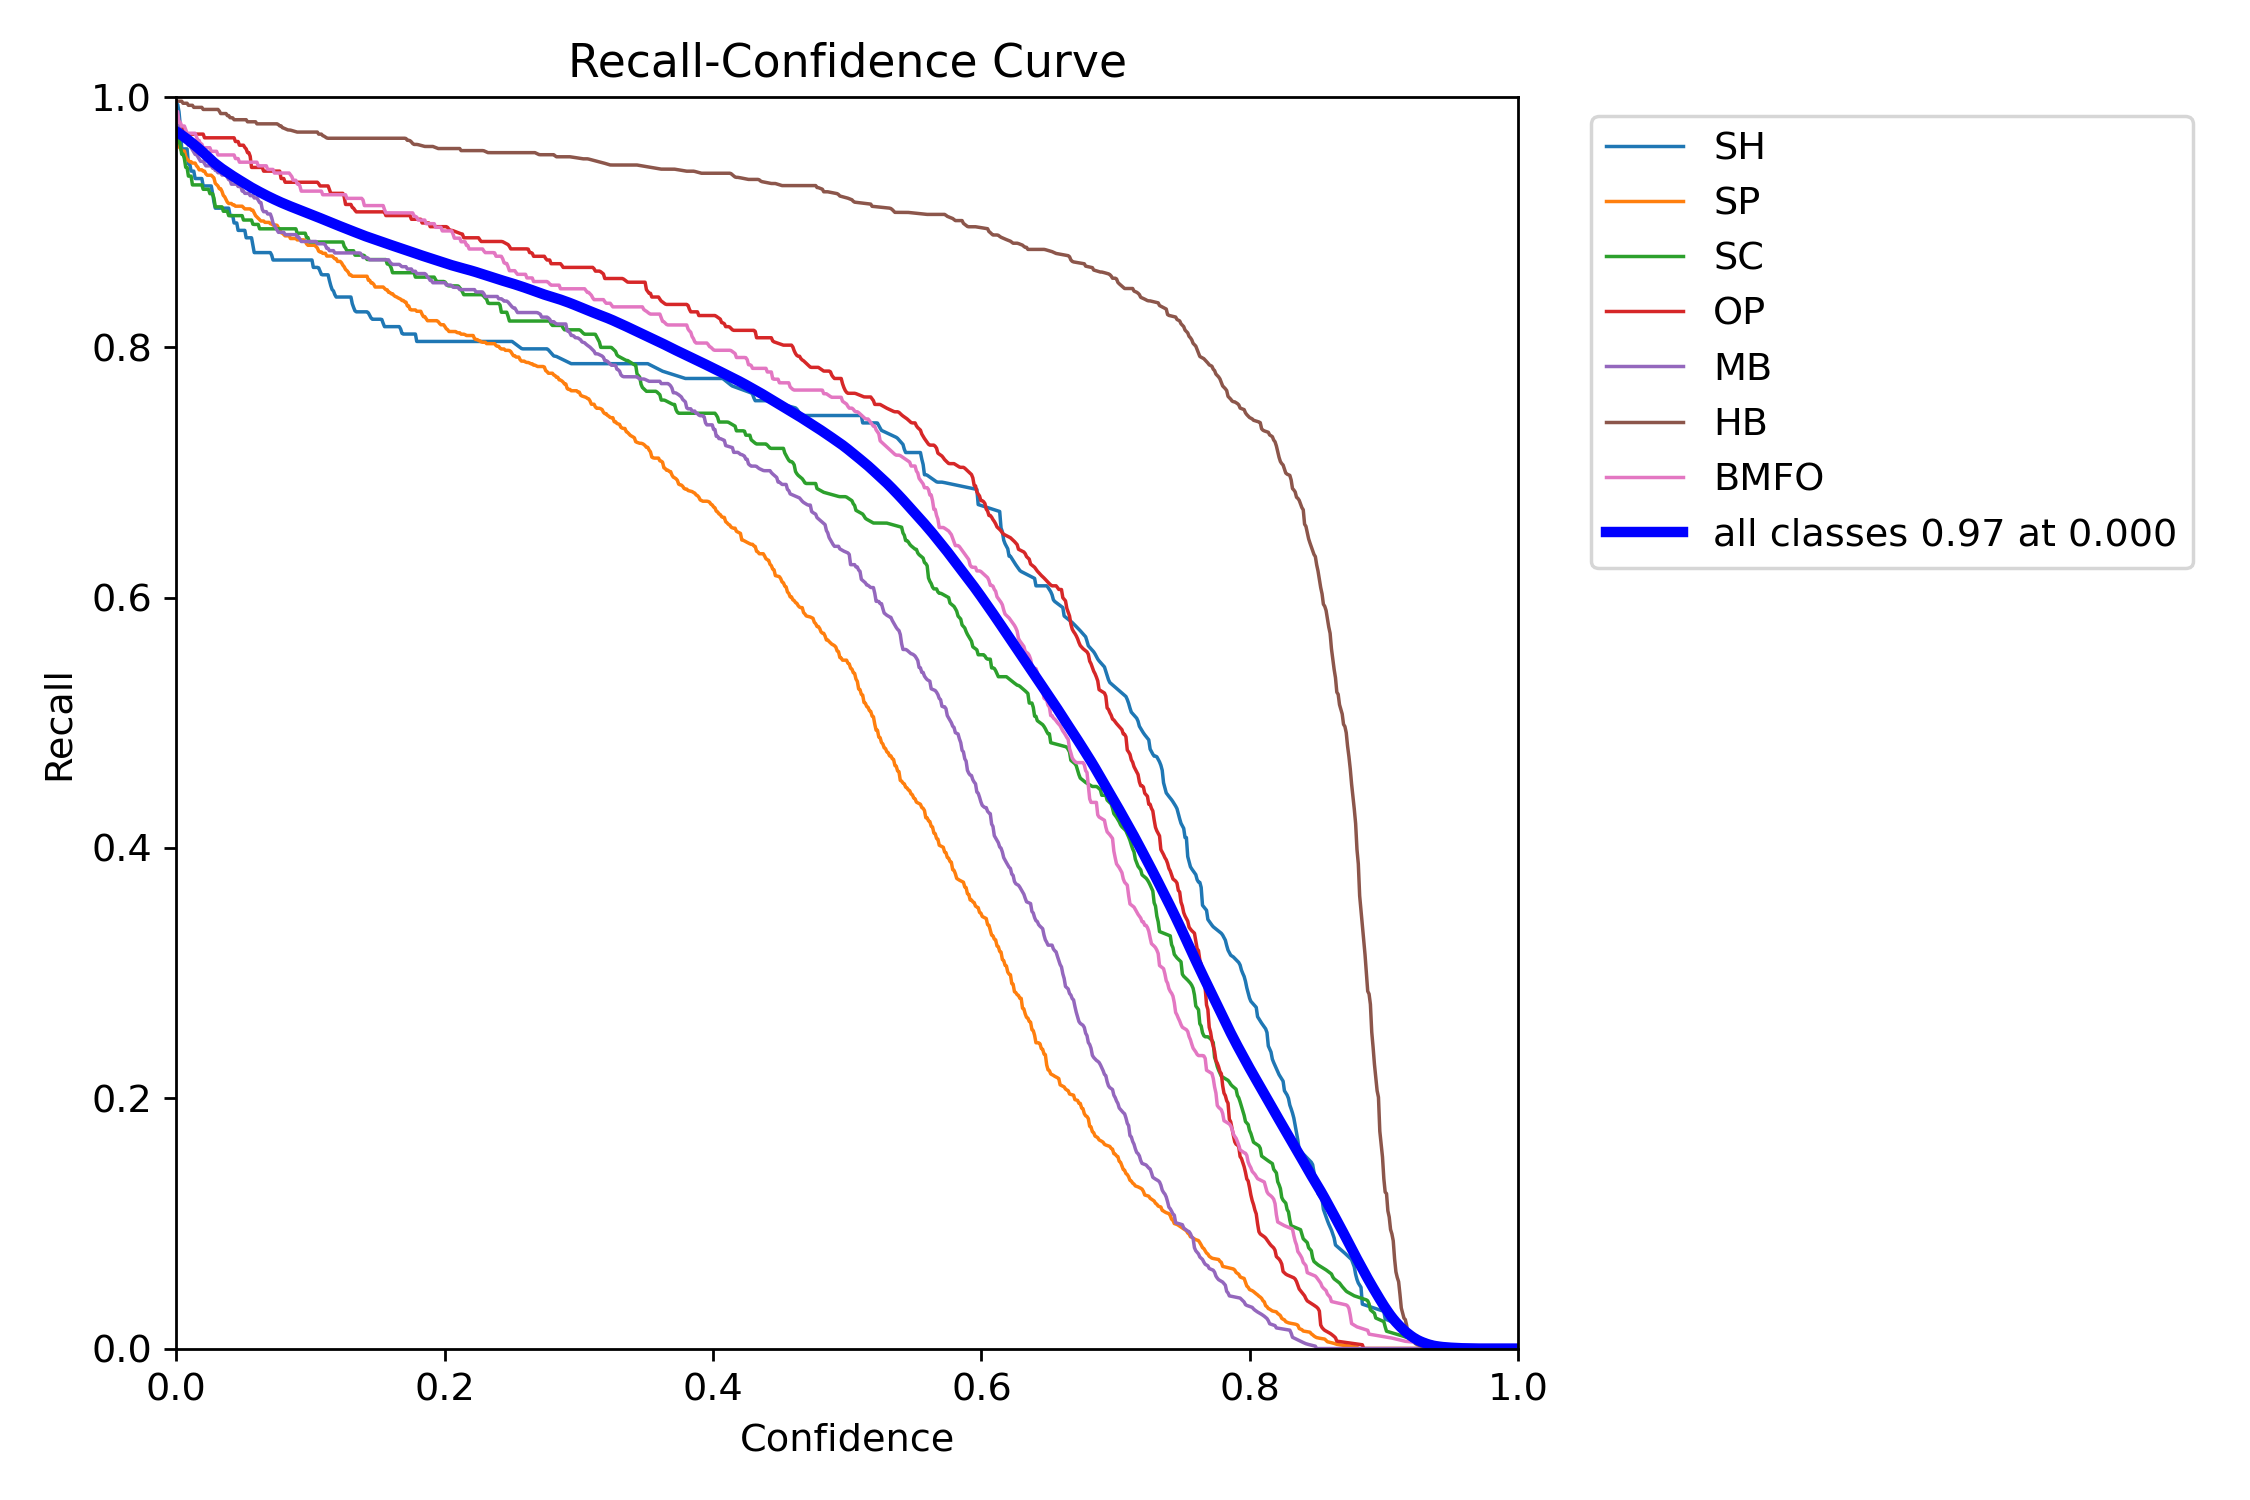 Recall-Confidence Curve
1.0
0.8
0.6
0.4
0.2
0.0
Recall
0.0 0.2 0.4 0.6 0.8 1.0
Confidence
SH
SP
SC
OP
MB
HB
BMFO
all classes 0.97 at 0.000